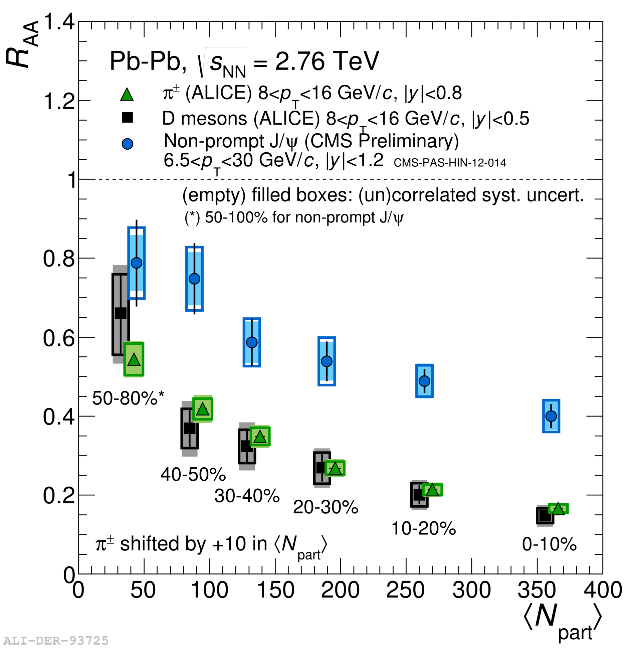 R_AA
1.4
1.2
1
0.8
0.6
0.4
0.2
0
Pb-Pb, √s_NN = 2.76 TeV
π± (ALICE) 8<p_T<16 GeV/c, |y|<0.8
D mesons (ALICE) 8<p_T<16 GeV/c, |y|<0.5
Non-prompt J/ψ (CMS Preliminary)
6.5<p_T<30 GeV/c, |y|<1.2 CMS-PAS-HIN-12-014
(empty) filled boxes: (un)correlated syst. uncert.
(*) 50-100% for non-prompt J/ψ
50-80%*
40-50%
30-40%
20-30%
10-20%
0-10%
π± shifted by +10 in ⟨N_part⟩
0 50 100 150 200 250 300 350 400
⟨N_part⟩
ALI-DER-93725